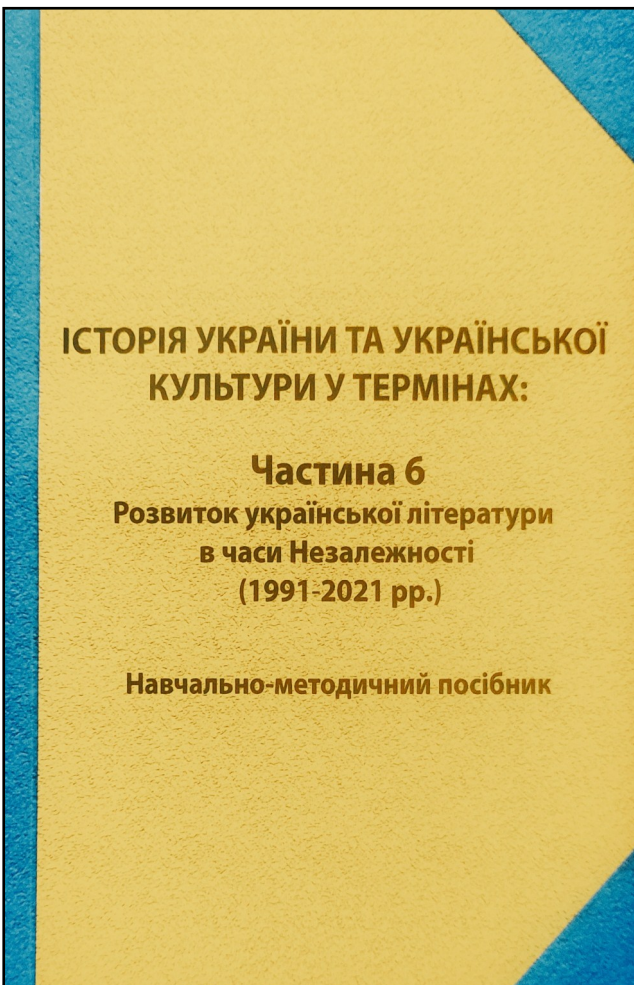 ІСТОРІЯ УКРАЇНИ ТА УКРАЇНСЬКОЇ
КУЛЬТУРИ У ТЕРМІНАХ:
Частина 6
Розвиток української літератури
в часи Незалежності
(1991-2021 рр.)
Навчально-методичний посібник